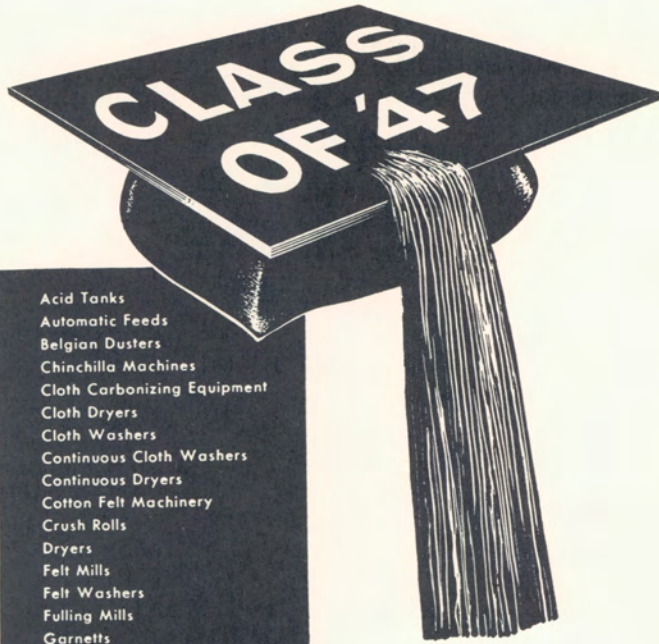 CLASS
OF '47
Acid Tanks
Automatic Feeds
Belgian Dusters
Chinchilla Machines
Cloth Carbonizing Equipment
Cloth Dryers
Cloth Washers
Continuous Cloth Washers
Continuous Dryers
Cotton Felt Machinery
Crush Rolls
Dryers
Felt Mills
Felt Washers
Fulling Mills
Garnetts